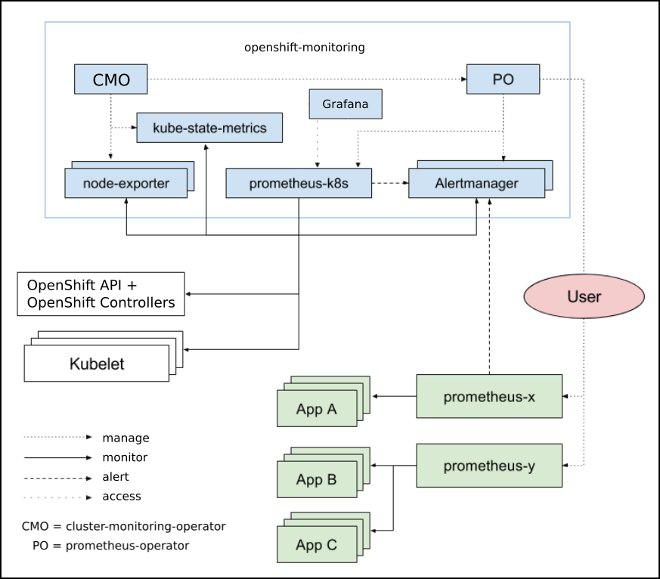 openshift-monitoring
CMO
PO
Grafana
kube-state-metrics
node-exporter
prometheus-k8s
Alertmanager
OpenShift API +
OpenShift Controllers
User
Kubelet
App A
prometheus-x
App B
prometheus-y
App C
manage
monitor
alert
access
CMO = cluster-monitoring-operator
PO = prometheus-operator